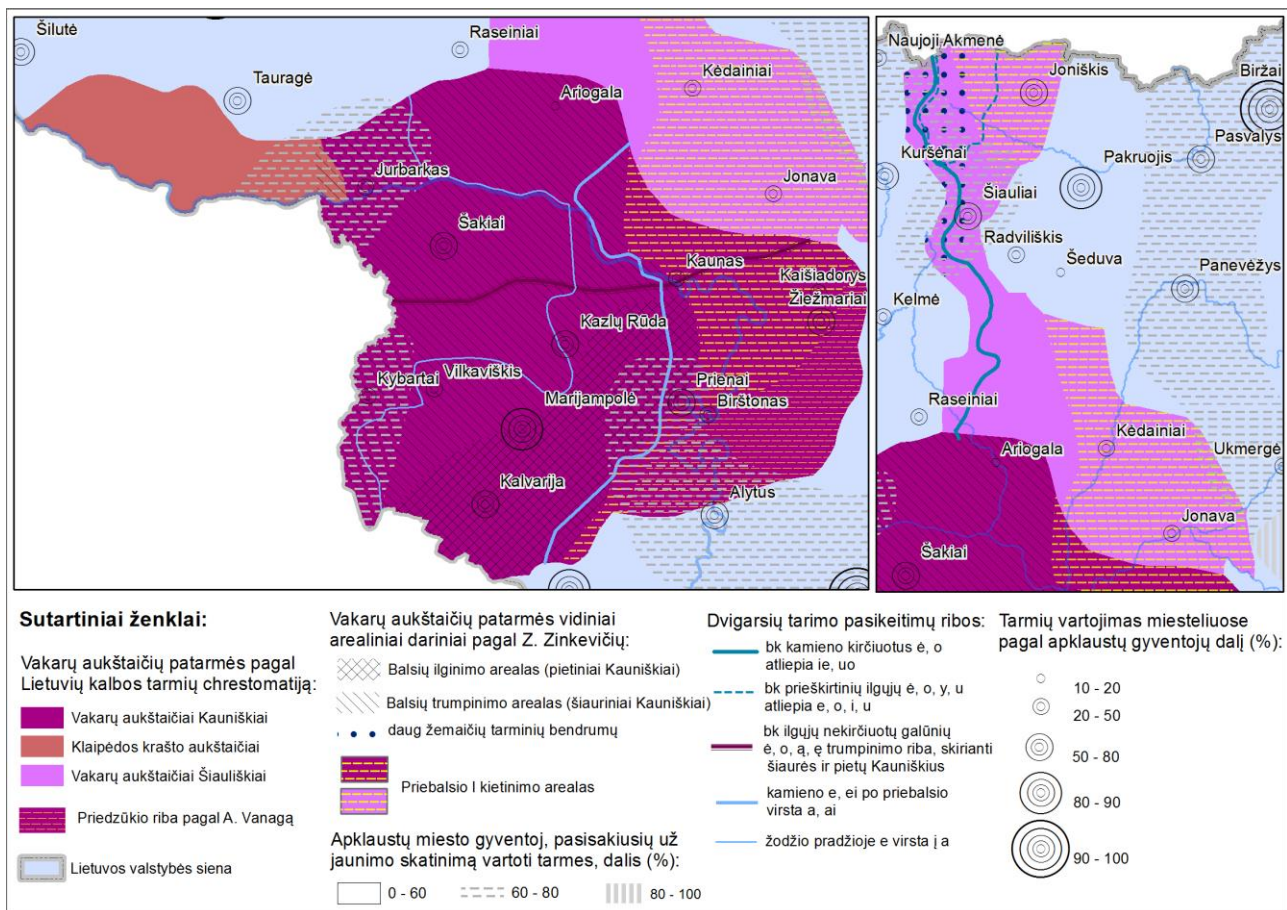 Šilutė
Raseiniai
Tauragė
Kėdainiai
Ariogala
Jurbarkas
Jonava
Šakiai
Kaunas
Kaišiadorys
Žiežmariai
Kazlų Rūda
Kybartai
Vilkaviškis
Prienai
Marijampolė
Birštonas
Kalvarija
Alytus
Naujoji Akmenė
Joniškis
Biržai
Pasvalys
Kuršėnai
Pakruojis
Šiauliai
Radviliškis
Šeduva
Panevėžys
Kelmė
Raseiniai
Kėdainiai
Ariogala
Ukmergė
Jonava
Šakiai
Sutartiniai ženklai:
Vakarų aukštaičių patarmės pagal
Lietuvių kalbos tarmių chrestomatiją:
Vakarų aukštaičiai Kauniškiai
Klaipėdos krašto aukštaičiai
Vakarų aukštaičiai Šiauliškiai
Priedzūkio riba pagal A. Vanagą
Lietuvos valstybės siena
Vakarų aukštaičių patarmės vidiniai
arealiniai dariniai pagal Z. Zinkevičių:
Balsių ilginimo arealas (pietiniai Kauniškiai)
Balsių trumpinimo arealas (šiauriniai Kauniškiai)
daug žemaičių tarminių bendrumų
Priebalsio l kietinimo arealas
Apklaustų miesto gyventoj, pasisakiusių už
jaunimo skatinimą vartoti tarmes, dalis (%):
0 - 60
60 - 80
80 - 100
Dvigarsių tarimo pasikeitimų ribos:
bk kamieno kirčiuotus ė, o
atliepia ie, uo
bk prieškirtinių ilgųjų ė, o, y, u
atliepia e, o, i, u
bk ilgųjų nekirčiuotų galūnių
ė, o, ą, ę trumpinimo riba, skirianti
šiaurės ir pietų Kauniškius
kamieno e, ei po priebalsio
virsta a, ai
žodžio pradžioje e virsta į a
Tarmių vartojimas miesteliuose
pagal apklaustų gyventojų dalį (%):
10 - 20
20 - 50
50 - 80
80 - 90
90 - 100